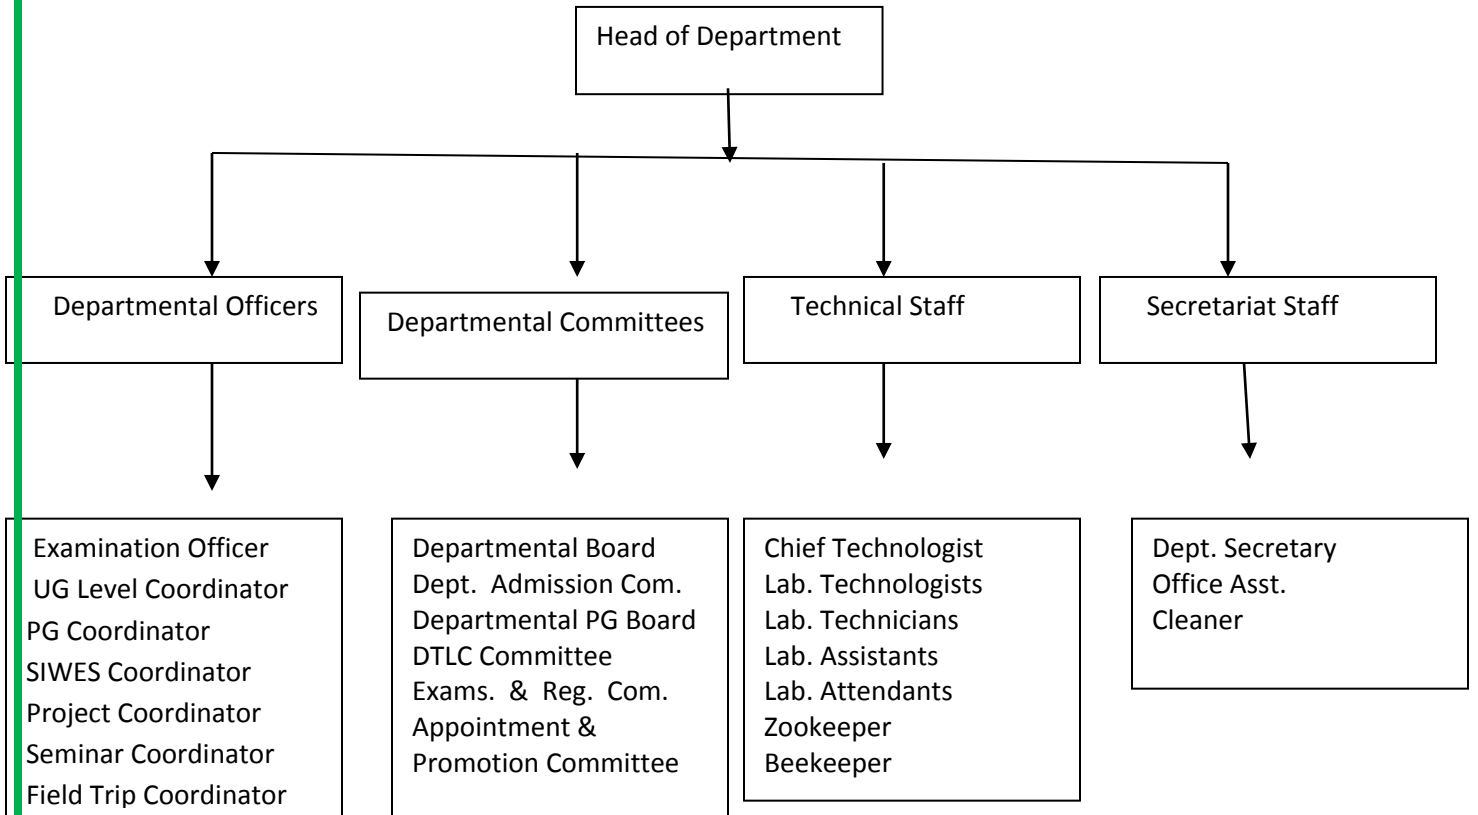 Head of Department
Departmental Officers
Departmental Committees
Technical Staff
Secretariat Staff
Examination Officer
UG Level Coordinator
PG Coordinator
SIWES Coordinator
Project Coordinator
Seminar Coordinator
Field Trip Coordinator
Departmental Board
Dept. Admission Com.
Departmental PG Board
DTLC Committee
Exams. & Reg. Com.
Appointment &
Promotion Committee
Chief Technologist
Lab. Technologists
Lab. Technicians
Lab. Assistants
Lab. Attendants
Zookeeper
Beekeeper
Dept. Secretary
Office Asst.
Cleaner